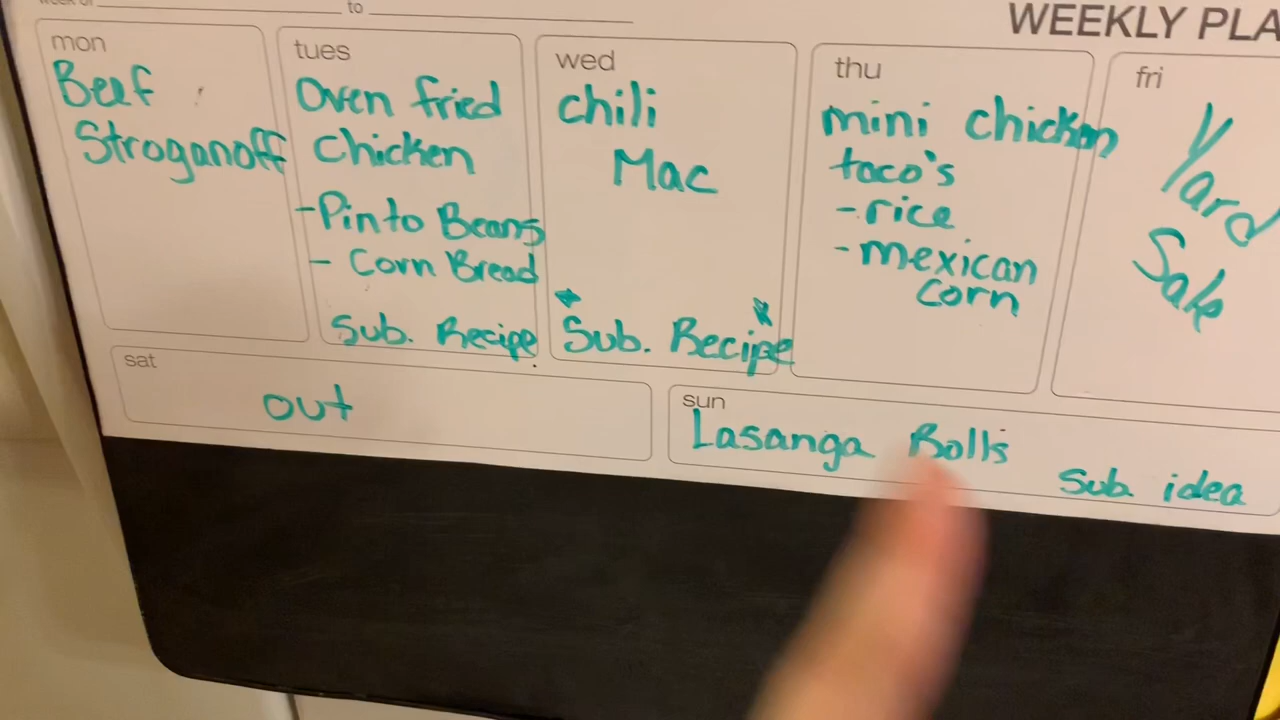 to
WEEKLY PLA
mon
Beef
Stroganoff
tues
Oven fried
Chicken
-Pinto Beans
- Corn Bread
Sub. Recipe
wed
chili
Mac
Sub. Recipe
thu
mini chicken
taco's
-rice
-mexican
corn
fri
Yard
Sale
sat
out
sun
Lasanga Rolls
Sub. idea